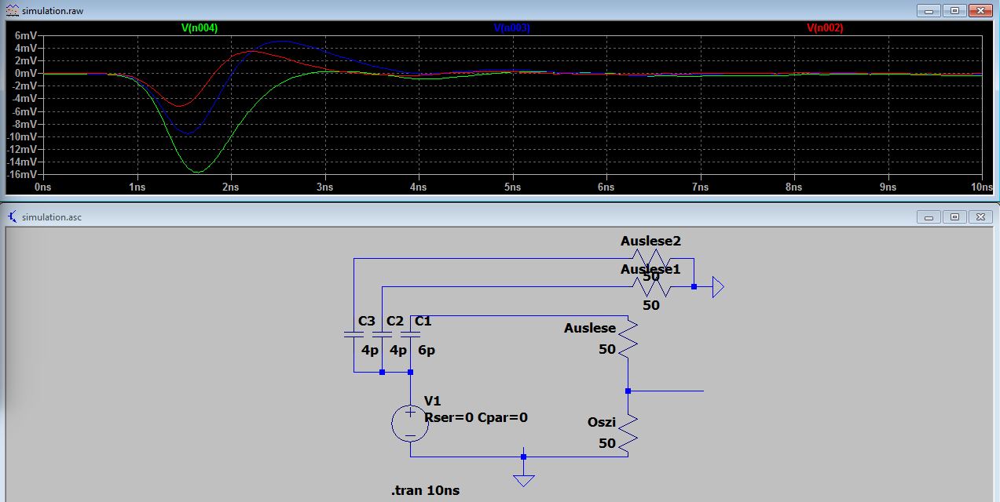 simulation.raw
V(n004) V(n003) V(n002)
6mV
4mV
2mV
0mV
-2mV
-4mV
-6mV
-8mV
-10mV
-12mV
-14mV
-16mV
0ns 1ns 2ns 3ns 4ns 5ns 6ns 7ns 8ns 9ns 10ns
simulation.asc
Auslese2
50
Auslese1
50
C3 C2 C1
4p 4p 6p
Auslese
50
V1
Rser=0 Cpar=0
Oszi
50
.tran 10ns